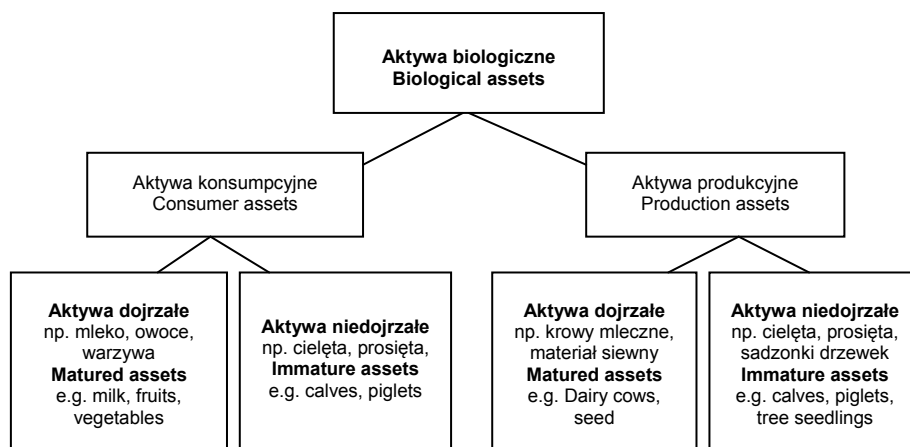 Aktywa biologiczne
Biological assets
Aktywa konsumpcyjne
Consumer assets
Aktywa produkcyjne
Production assets
Aktywa dojrzałe
np. mleko, owoce,
warzywa
Matured assets
e.g. milk, fruits,
vegetables
Aktywa niedojrzałe
np. cielęta, prosięta,
Immature assets
e.g. calves, piglets
Aktywa dojrzałe
np. krowy mleczne,
materiał siewny
Matured assets
e.g. Dairy cows,
seed
Aktywa niedojrzałe
np. cielęta, prosięta,
sadzonki drzewek
Immature assets
e.g. calves, piglets,
tree seedlings